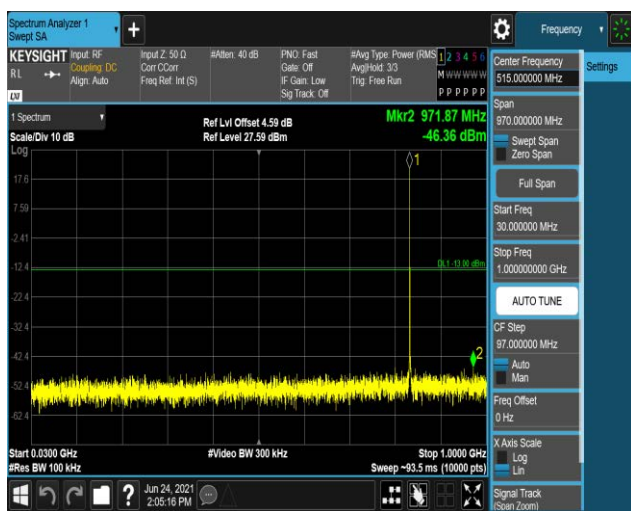 Spectrum Analyzer 1
Swept SA
+
Frequency
KEYSIGHT
RL
Input: RF
Coupling: DC
Align: Auto
Input Z: 50 Ω
Corr CCorr
Freq Ref: Int (S)
#Atten: 40 dB
PNO: Fast
Gate: Off
IF Gain: Low
Sig Track: Off
#Avg Type: Power (RMS
Avg|Hold: 3/3
Trig: Free Run
1 2 3 4 5 6
M W W W W W
P P P P P P
LXI
1 Spectrum
Scale/Div 10 dB
Ref Lvl Offset 4.59 dB
Ref Level 27.59 dBm
Mkr2 971.87 MHz
-46.36 dBm
Log
1
17.6
7.59
-2.41
-12.4
DL1 -13.00 dBm
-22.4
-32.4
-42.4
2
-52.4
-62.4
Start 0.0300 GHz
#Res BW 100 kHz
#Video BW 300 kHz
Stop 1.0000 GHz
Sweep ~93.5 ms (10000 pts)
?
Jun 24, 2021
2:05:16 PM
Center Frequency
515.000000 MHz
Settings
Span
970.000000 MHz
Swept Span
Zero Span
Full Span
Start Freq
30.000000 MHz
Stop Freq
1.000000000 GHz
AUTO TUNE
CF Step
97.000000 MHz
Auto
Man
Freq Offset
0 Hz
X Axis Scale
Log
Lin
Signal Track
(Span Zoom)